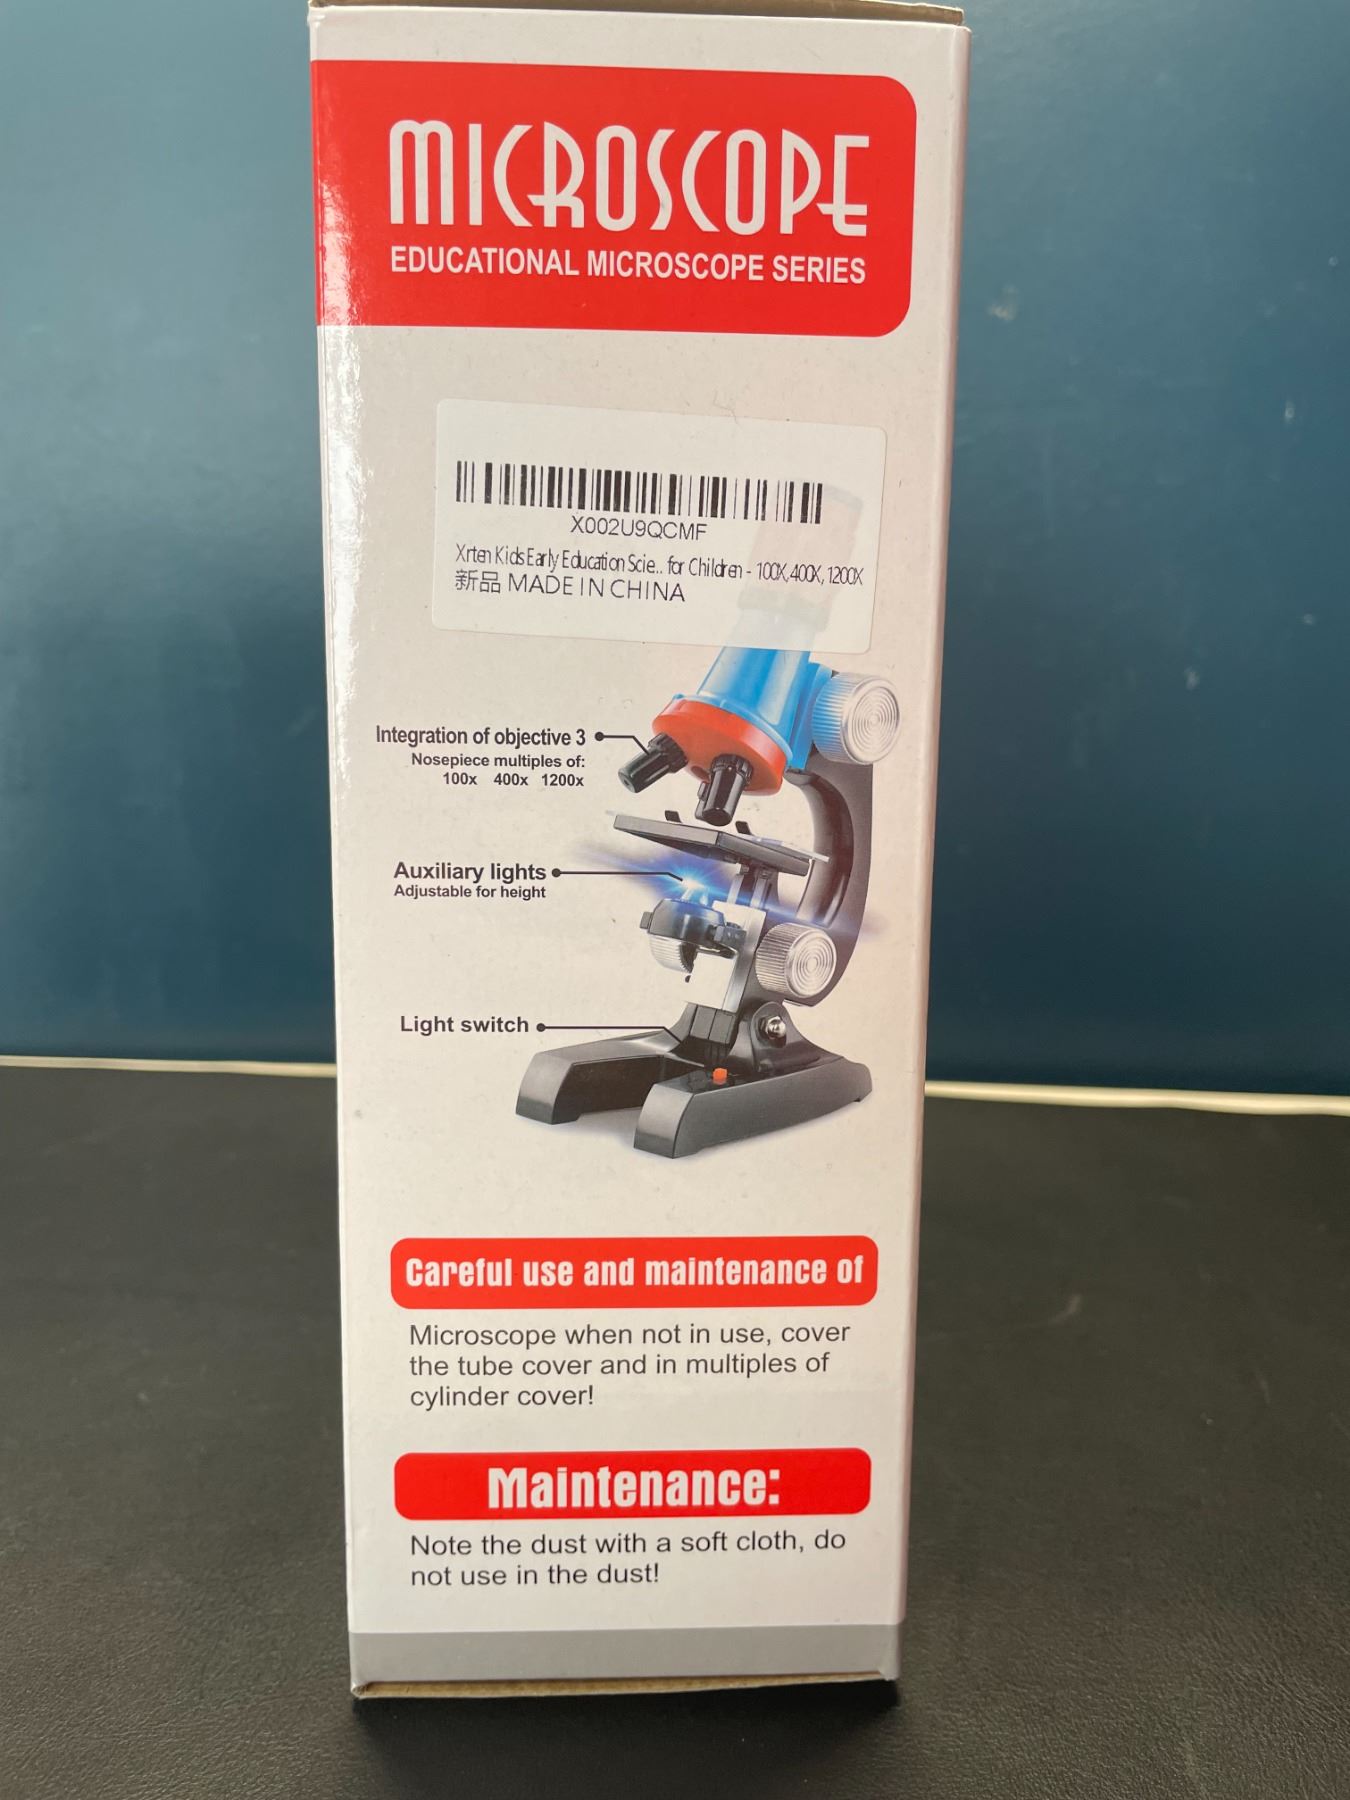 MICROSCOPE
EDUCATIONAL MICROSCOPE SERIES
X002U9QCMF
Xrten Kids Early Education Scie.. for Children - 100X,400X,1200X
新品 MADE IN CHINA
Integration of objective 3
Nosepiece multiples of:
100x 400x 1200x
Auxiliary lights
Adjustable for height
Light switch
Careful use and maintenance of
Microscope when not in use, cover
the tube cover and in multiples of
cylinder cover!
Maintenance:
Note the dust with a soft cloth, do
not use in the dust!